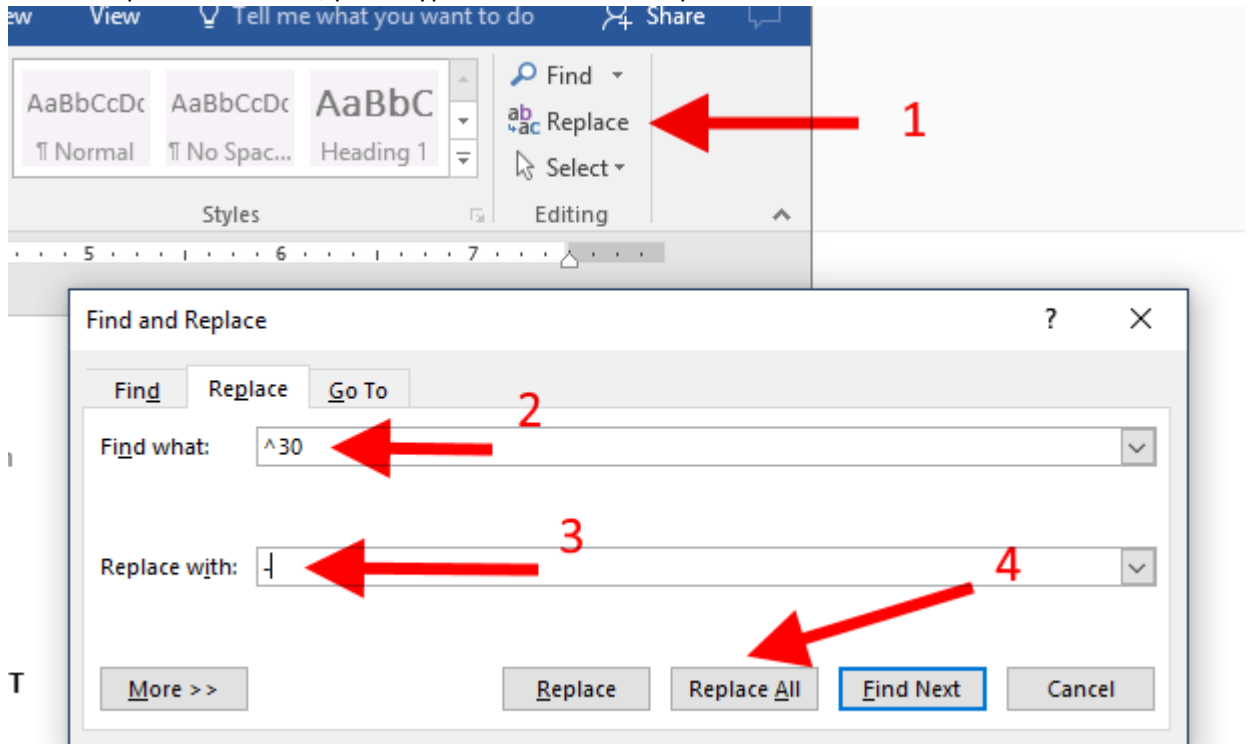 ew View Tell me what you want to do Share
AaBbCcDc AaBbCcDc AaBbC
¶ Normal ¶ No Spac... Heading 1
Find
Replace
Select
1
Styles Editing
5 6 7
Find and Replace ?
Find Replace Go To
2
Find what: ^30
3
Replace with: -
4
T
More >> Replace Replace All Find Next Cancel